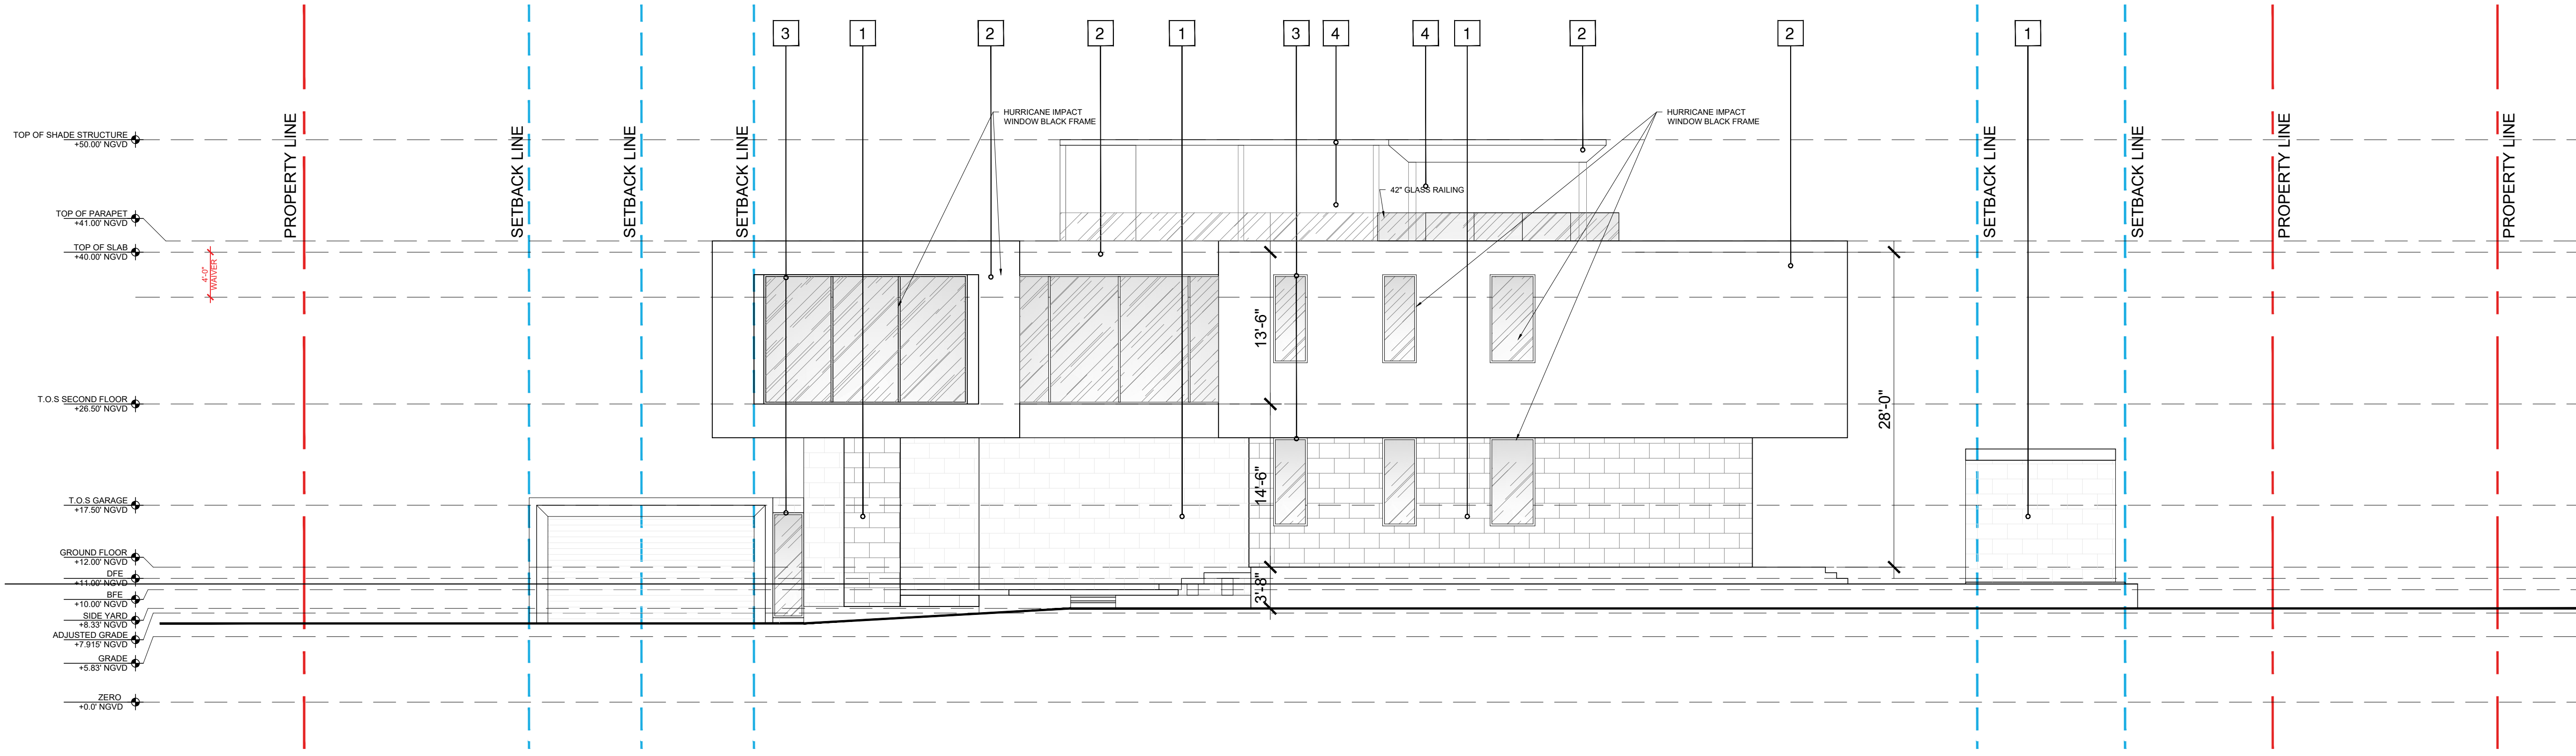 3
1
2
2
1
3
4
4
1
2
2
1
HURRICANE IMPACT
WINDOW BLACK FRAME
HURRICANE IMPACT
WINDOW BLACK FRAME
42" GLASS RAILING
PROPERTY LINE
SETBACK LINE
SETBACK LINE
SETBACK LINE
SETBACK LINE
SETBACK LINE
PROPERTY LINE
PROPERTY LINE
TOP OF SHADE STRUCTURE
+50.00' NGVD
TOP OF PARAPET
+41.00' NGVD
TOP OF SLAB
+40.00' NGVD
4'-0"
WAIVER
T.O.S SECOND FLOOR
+26.50' NGVD
T.O.S GARAGE
+17.50' NGVD
GROUND FLOOR
+12.00' NGVD
DFE
+11.00' NGVD
BFE
+10.00' NGVD
SIDE YARD
+8.33' NGVD
ADJUSTED GRADE
+7.915' NGVD
GRADE
+5.83' NGVD
ZERO
+0.0' NGVD
13'-6"
14'-6"
3'-8"
28'-0"